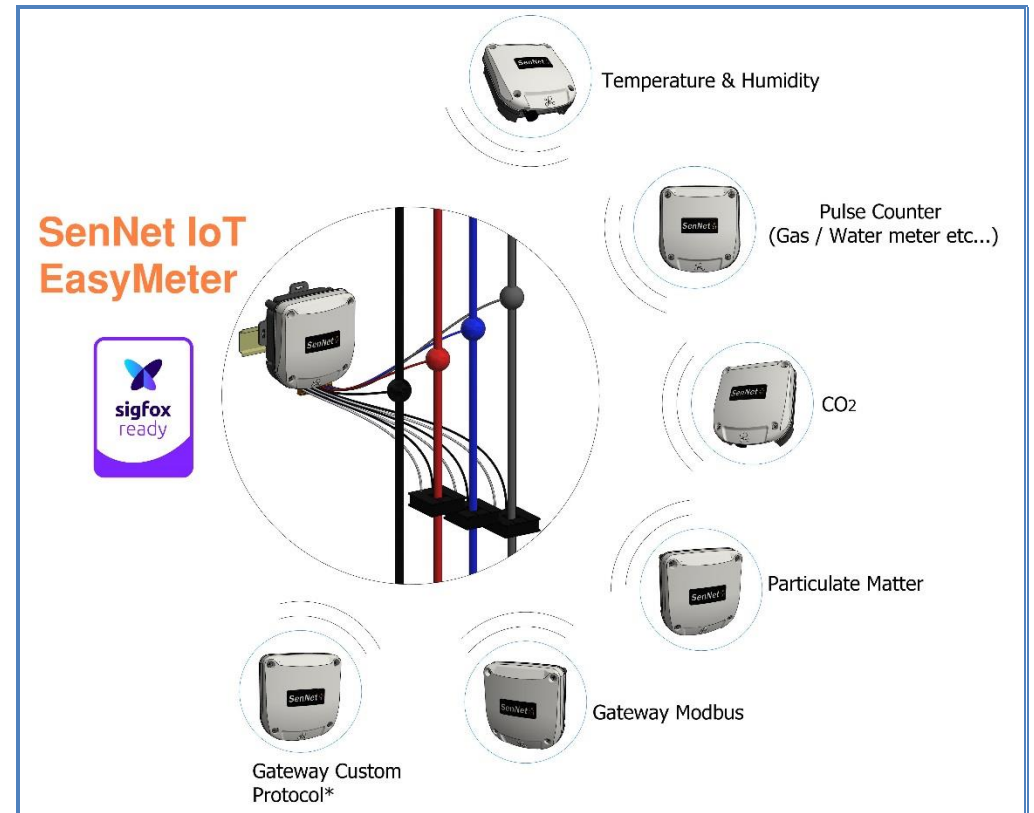 SenNet
Temperature & Humidity
SenNet
Pulse Counter
(Gas / Water meter etc...)
SenNet IoT
EasyMeter
SenNet
sigfox
ready
SenNet
CO2
SenNet
Particulate Matter
SenNet
SenNet
Gateway Modbus
Gateway Custom
Protocol*